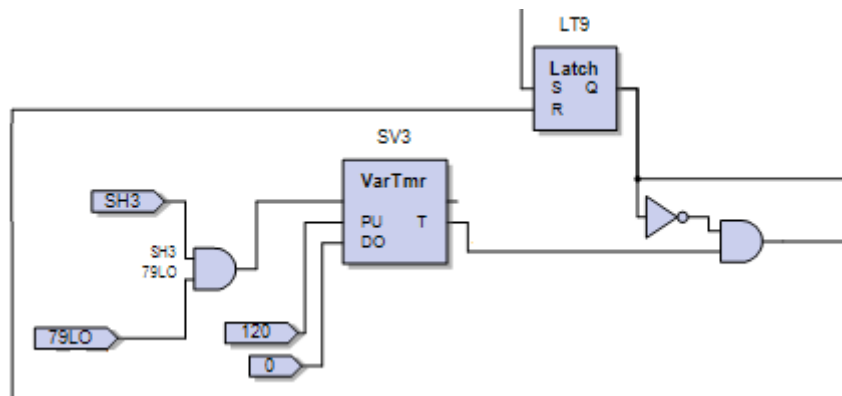 LT9
Latch
S Q
R
SV3
VarTmr
SH3
PU T
DO
SH3
79LO
120
79LO
0